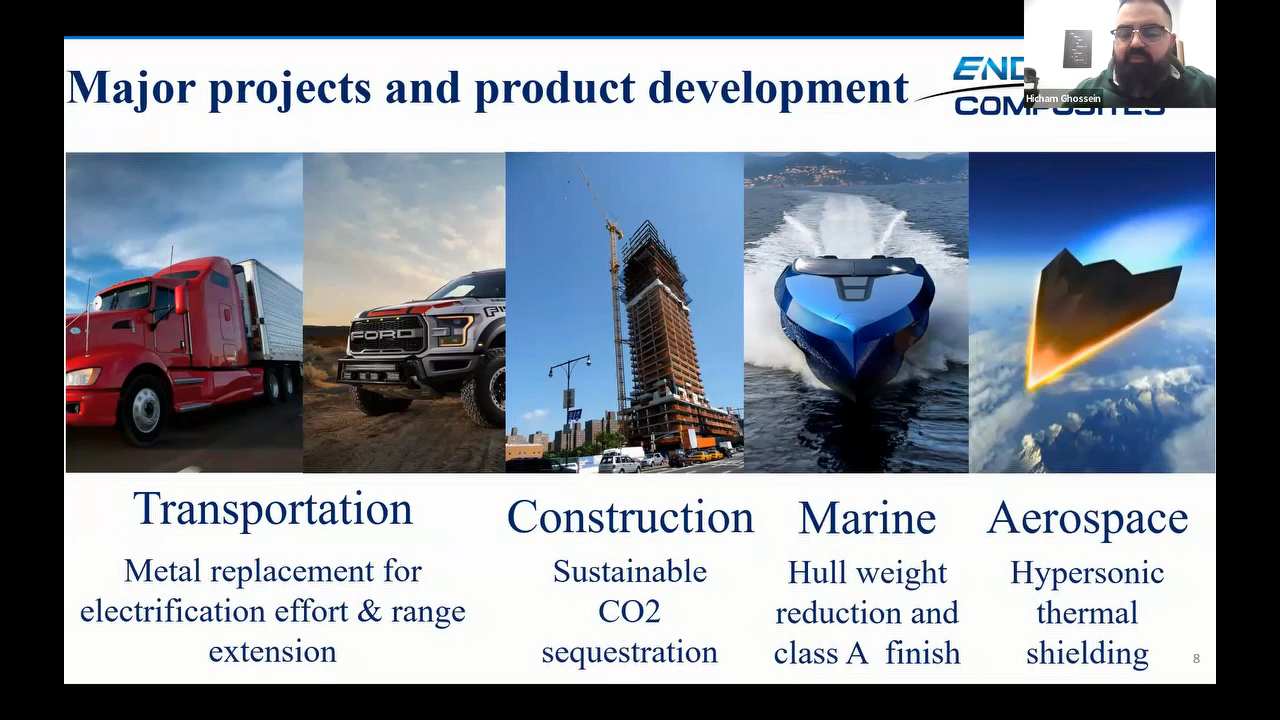 Major projects and product development
END
COMPOSITES
Hicham Ghossein
FORD
Transportation
Metal replacement for
electrification effort & range
extension
Construction
Sustainable
CO2
sequestration
Marine
Hull weight
reduction and
class A finish
Aerospace
Hypersonic
thermal
shielding
8